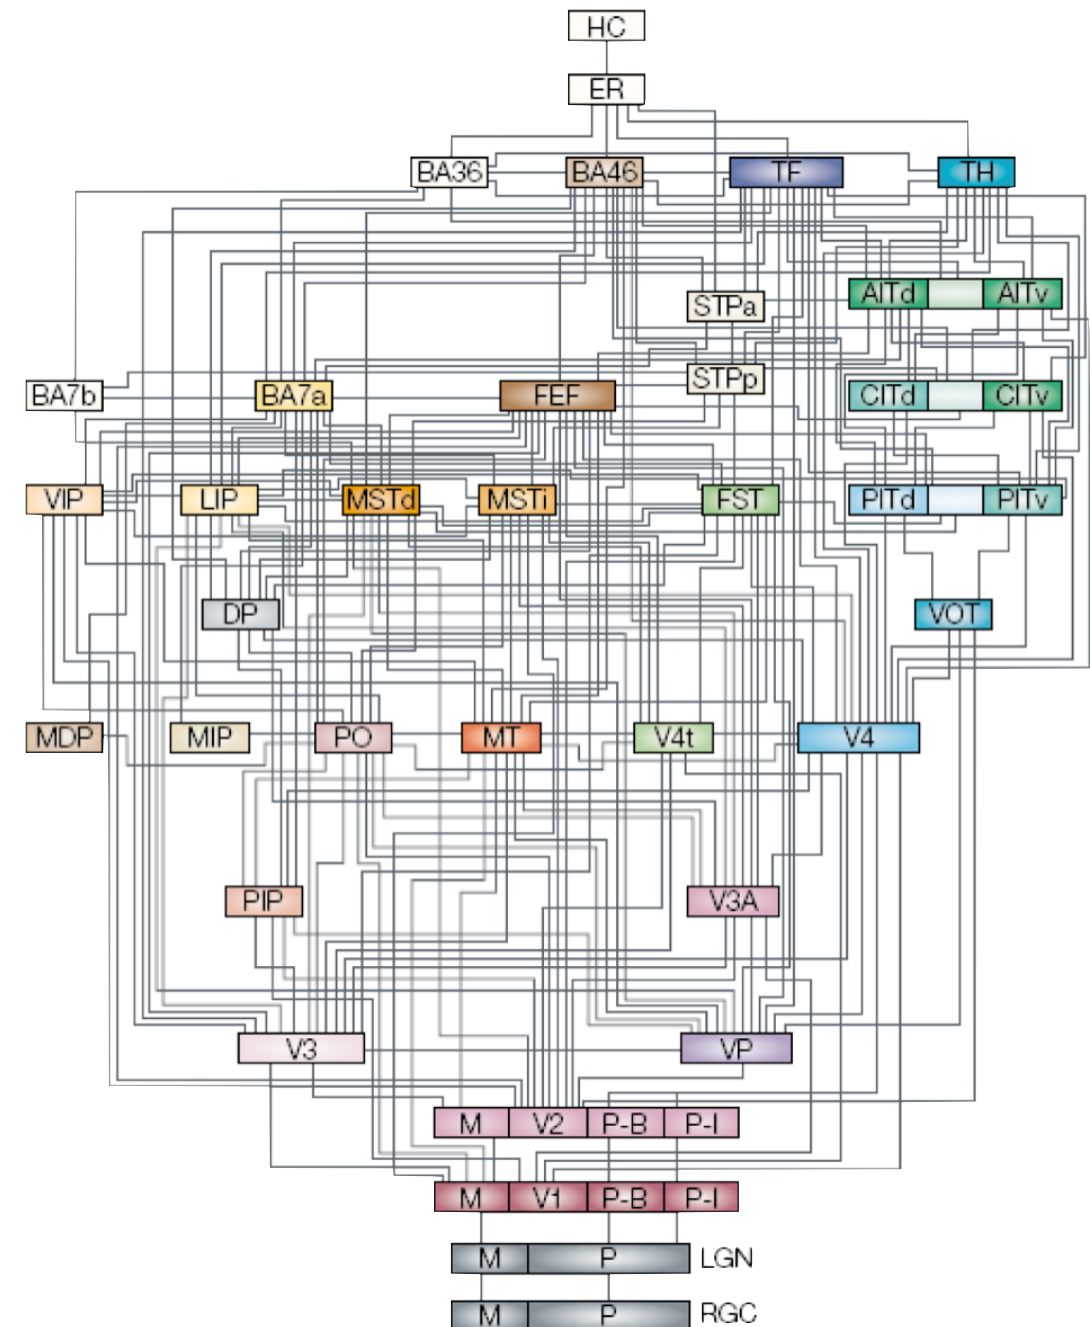 HC
ER
BA36 BA46 TF TH
AITd AITv
STPa
STPp
BA7b BA7a FEF CITd CITv
VIP LIP MSTd MSTi FST PITd PITv
DP VOT
MDP MIP PO MT V4t V4
PIP V3A
V3 VP
M V2 P-B P-I
M V1 P-B P-I
M P LGN
M P RGC